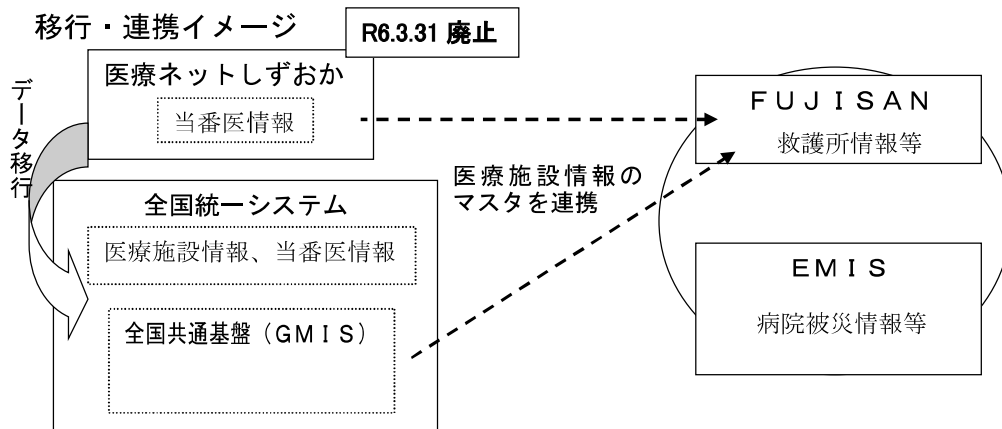 移行・連携イメージ
R6.3.31 廃止
医療ネットしずおか
当番医情報
データ移行
全国統一システム
医療施設情報、当番医情報
全国共通基盤（GMIS）
医療施設情報の
マスタを連携
FUJISAN
救護所情報等
EMIS
病院被災情報等